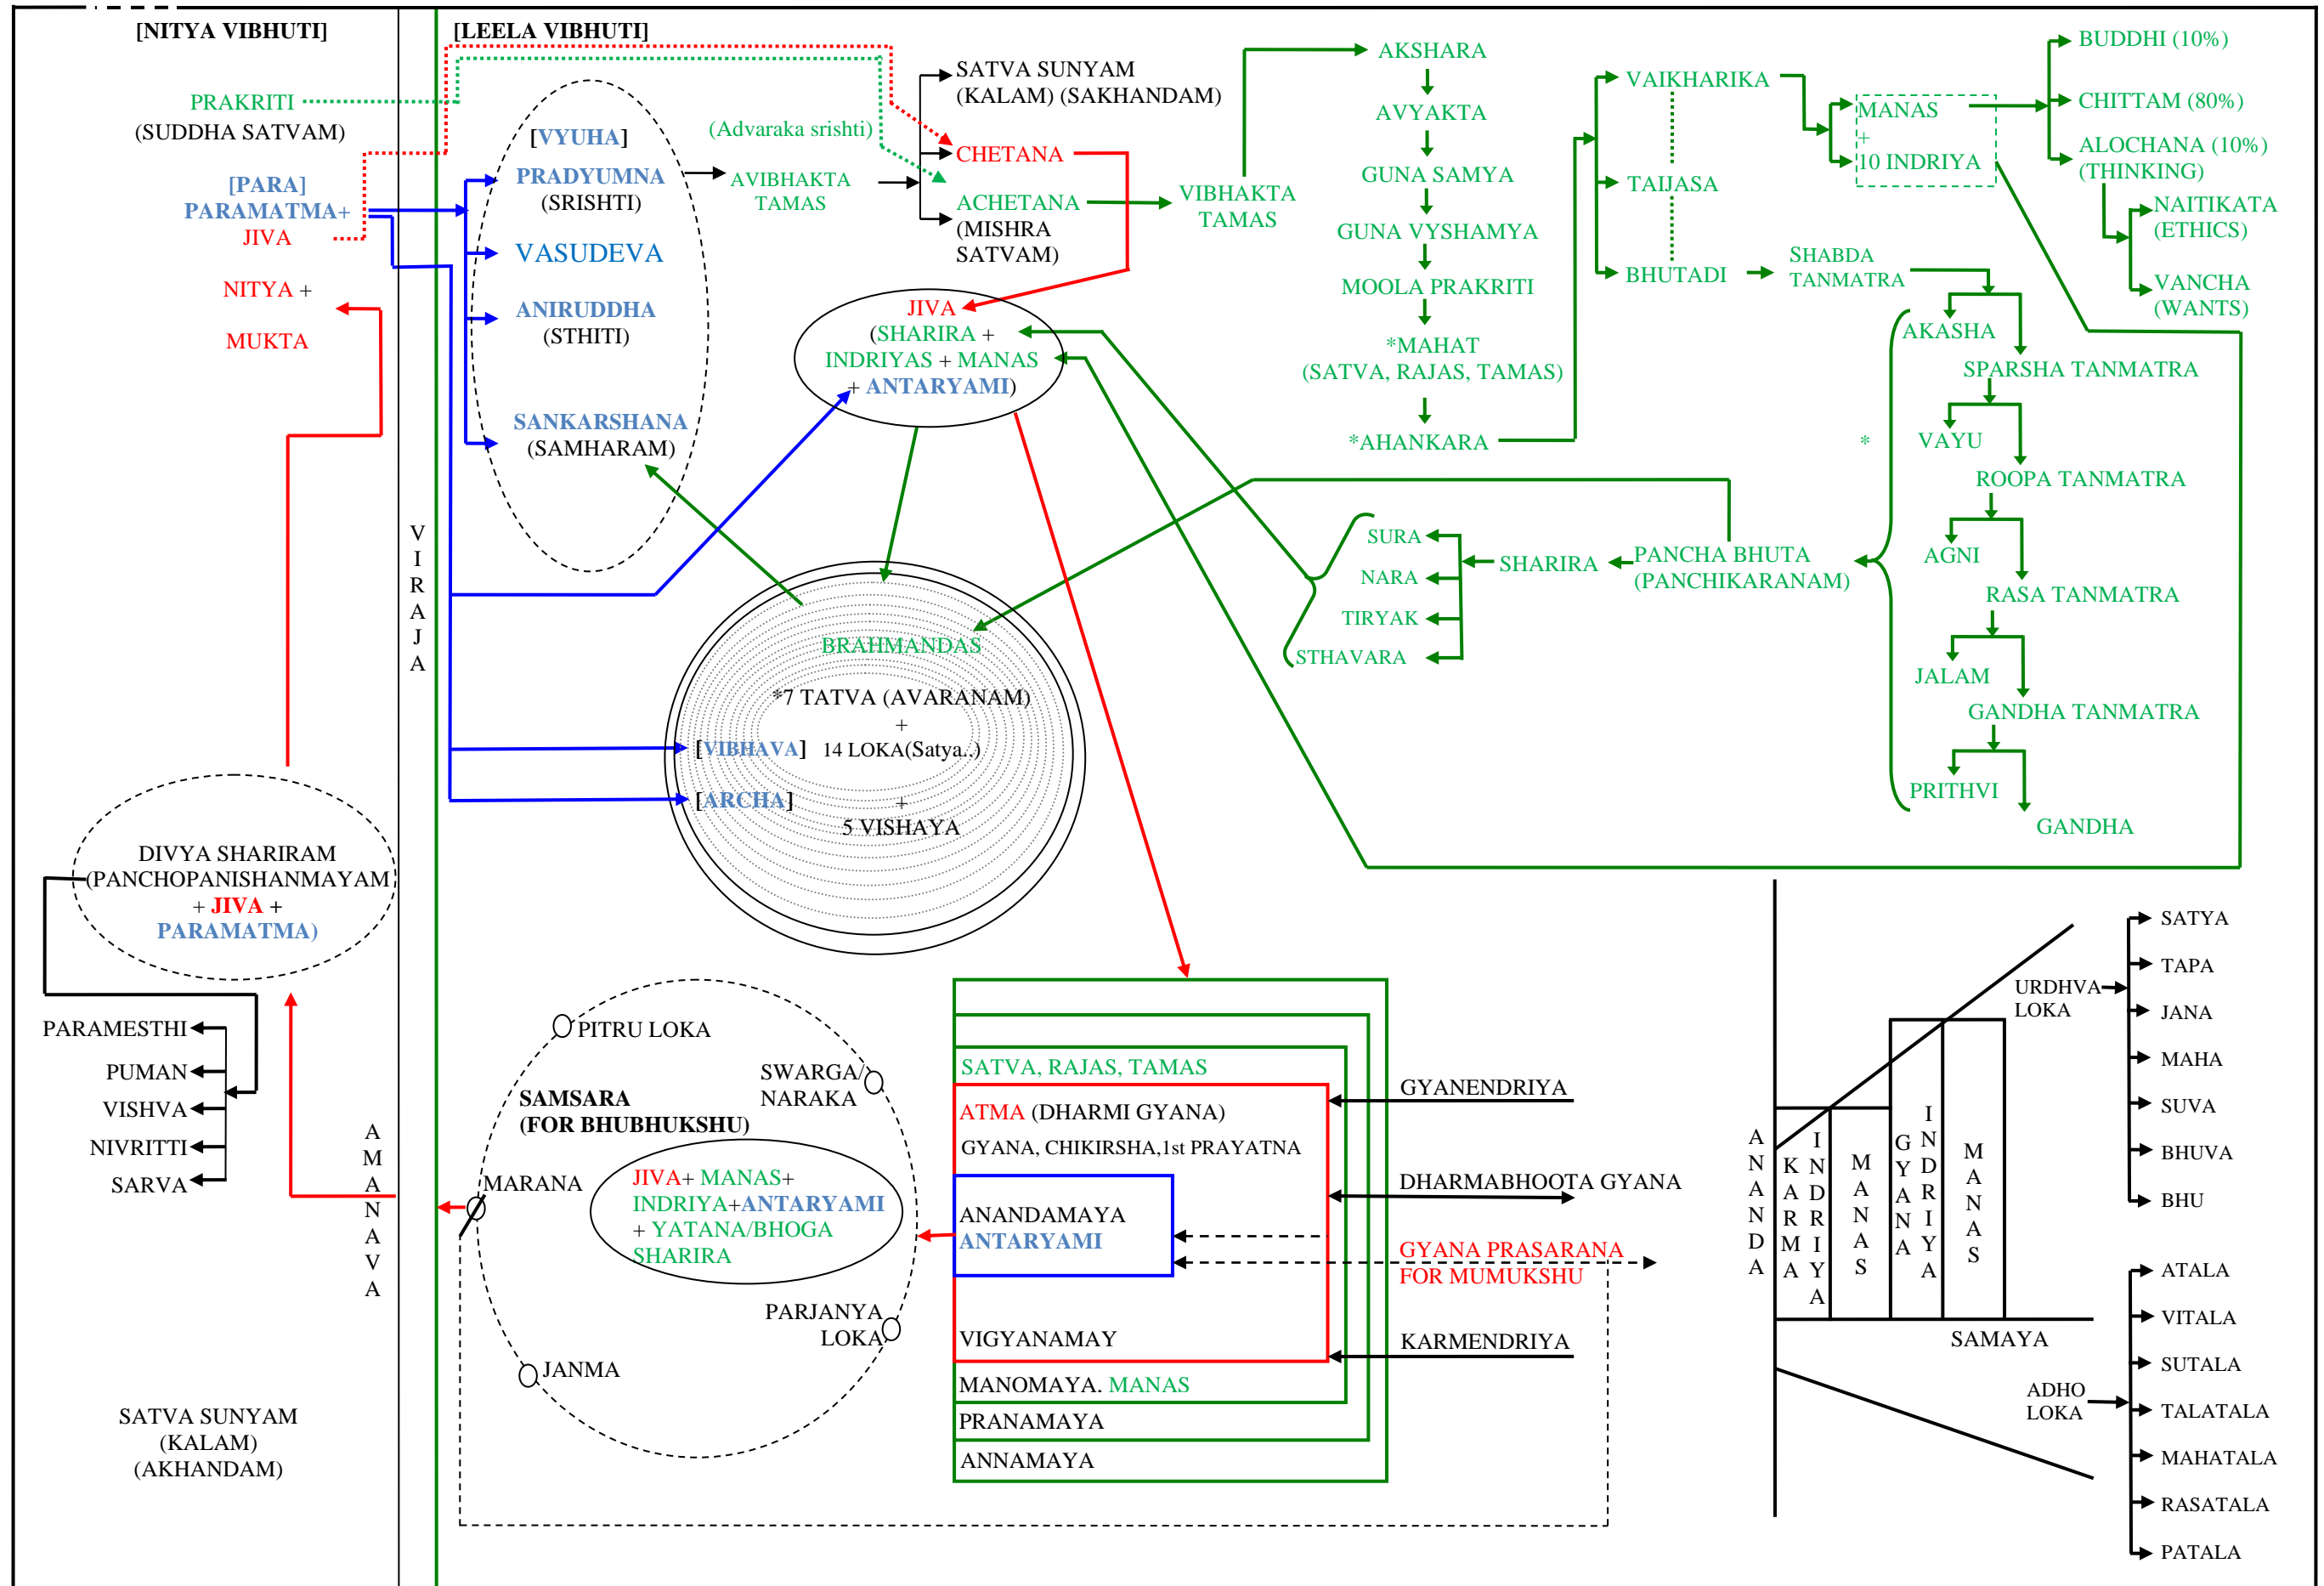 [NITYA VIBHUTI]
PRAKRITI
(SUDDHA SATVAM)
[PARA]
PARAMATMA+
JIVA
NITYA +
MUKTA
DIVYA SHARIRAM
(PANCHOPANISHANMAYAM
+ JIVA +
PARAMATMA)
PARAMESTHI
PUMAN
VISHVA
NIVRITTI
SARVA
SATVA SUNYAM
(KALAM)
(AKHANDAM)
VIRAJA
AMANAVA
[LEELA VIBHUTI]
[VYUHA]
PRADYUMNA
(SRISHTI)
VASUDEVA
ANIRUDDHA
(STHITI)
SANKARSHANA
(SAMHARAM)
(Advaraka srishti)
AVIBHAKTA
TAMAS
SATVA SUNYAM
(KALAM) (SAKHANDAM)
CHETANA
ACHETANA
(MISHRA
SATVAM)
VIBHAKTA
TAMAS
JIVA
(SHARIRA +
INDRIYAS + MANAS
+ ANTARYAMI)
AKSHARA
AVYAKTA
GUNA SAMYA
GUNA VYSHAMYA
MOOLA PRAKRITI
*MAHAT
(SATVA, RAJAS, TAMAS)
*AHANKARA
VAIKHARIKA
TAIJASA
BHUTADI
MANAS
+
10 INDRIYA
BUDDHI (10%)
CHITTAM (80%)
ALOCHANA (10%)
(THINKING)
NAITIKATA
(ETHICS)
VANCHA
(WANTS)
SHABDA
TANMATRA
AKASHA
SPARSHA TANMATRA
*
VAYU
ROOPA TANMATRA
AGNI
RASA TANMATRA
JALAM
GANDHA TANMATRA
PRITHVI
GANDHA
PANCHA BHUTA
(PANCHIKARANAM)
SHARIRA
SURA
NARA
TIRYAK
STHAVARA
BRAHMANDAS
*7 TATVA (AVARANAM)
+
[VIBHAVA]
14 LOKA(Satya..)
[ARCHA]
+
5 VISHAYA
PITRU LOKA
SWARGA/
NARAKA
SAMSARA
(FOR BHUBHUKSHU)
MARANA
JIVA+ MANAS+
INDRIYA+ANTARYAMI
+ YATANA/BHOGA
SHARIRA
PARJANYA
LOKA
JANMA
SATVA, RAJAS, TAMAS
ATMA (DHARMI GYANA)
GYANA, CHIKIRSHA,1st PRAYATNA
ANANDAMAYA
ANTARYAMI
VIGYANAMAY
MANOMAYA. MANAS
PRANAMAYA
ANNAMAYA
GYANENDRIYA
DHARMABHOOTA GYANA
GYANA PRASARANA
FOR MUMUKSHU
KARMENDRIYA
ANANDA
KARMA
INDRIYA
MANAS
GYANA
INDRIYA
MANAS
SAMAYA
URDHVA
LOKA
SATYA
TAPA
JANA
MAHA
SUVA
BHUVA
BHU
ADHO
LOKA
ATALA
VITALA
SUTALA
TALATALA
MAHATALA
RASATALA
PATALA